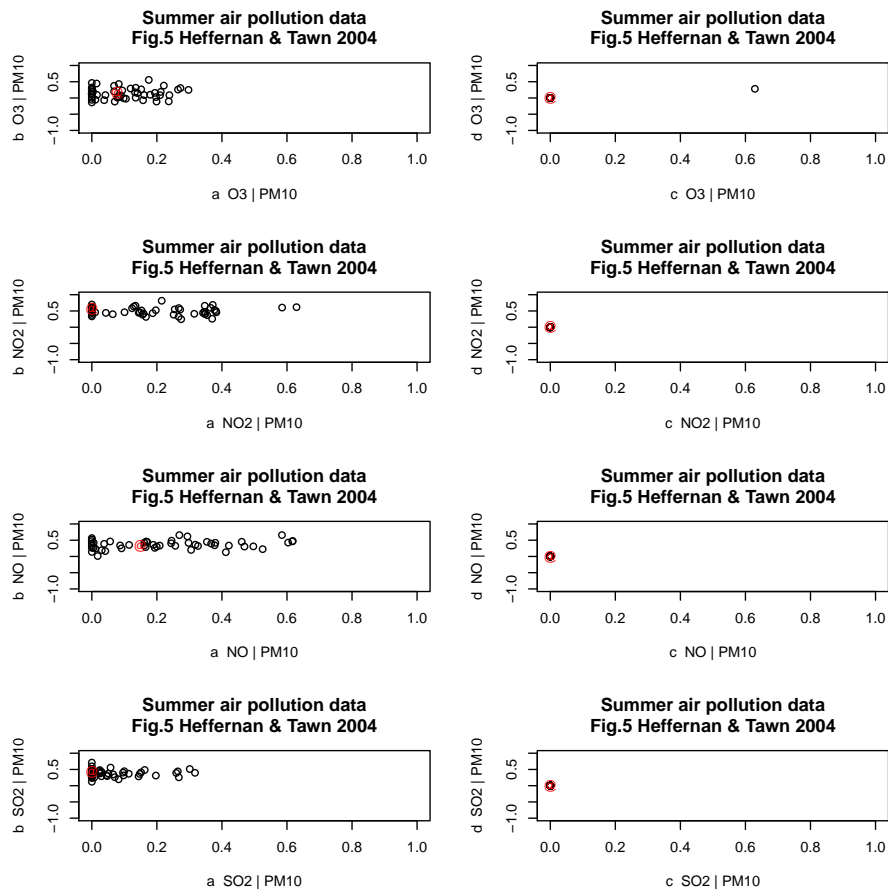 Summer air pollution data
Fig.5 Heffernan & Tawn 2004
b O3 | PM10
−1.0 0.5
0.0 0.2 0.4 0.6 0.8 1.0
a O3 | PM10
Summer air pollution data
Fig.5 Heffernan & Tawn 2004
d O3 | PM10
−1.0 0.5
0.0 0.2 0.4 0.6 0.8 1.0
c O3 | PM10
Summer air pollution data
Fig.5 Heffernan & Tawn 2004
b NO2 | PM10
−1.0 0.5
0.0 0.2 0.4 0.6 0.8 1.0
a NO2 | PM10
Summer air pollution data
Fig.5 Heffernan & Tawn 2004
d NO2 | PM10
−1.0 0.5
0.0 0.2 0.4 0.6 0.8 1.0
c NO2 | PM10
Summer air pollution data
Fig.5 Heffernan & Tawn 2004
b NO | PM10
−1.0 0.5
0.0 0.2 0.4 0.6 0.8 1.0
a NO | PM10
Summer air pollution data
Fig.5 Heffernan & Tawn 2004
d NO | PM10
−1.0 0.5
0.0 0.2 0.4 0.6 0.8 1.0
c NO | PM10
Summer air pollution data
Fig.5 Heffernan & Tawn 2004
b SO2 | PM10
−1.0 0.5
0.0 0.2 0.4 0.6 0.8 1.0
a SO2 | PM10
Summer air pollution data
Fig.5 Heffernan & Tawn 2004
d SO2 | PM10
−1.0 0.5
0.0 0.2 0.4 0.6 0.8 1.0
c SO2 | PM10